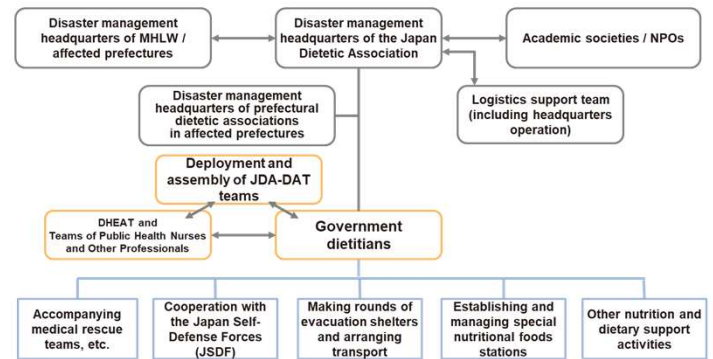 Disaster management
headquarters of MHLW /
affected prefectures
Disaster management
headquarters of the Japan
Dietetic Association
Academic societies / NPOs
Disaster management
headquarters of prefectural
dietetic associations
in affected prefectures
Logistics support team
(including headquarters
operation)
Deployment and
assembly of JDA-DAT
teams
DHEAT and
Teams of Public Health Nurses
and Other Professionals
Government
dietitians
Accompanying
medical rescue
teams, etc.
Cooperation with
the Japan Self-
Defense Forces
(JSDF)
Making rounds of
evacuation shelters
and arranging
transport
Establishing and
managing special
nutritional foods
stations
Other nutrition and
dietary support
activities